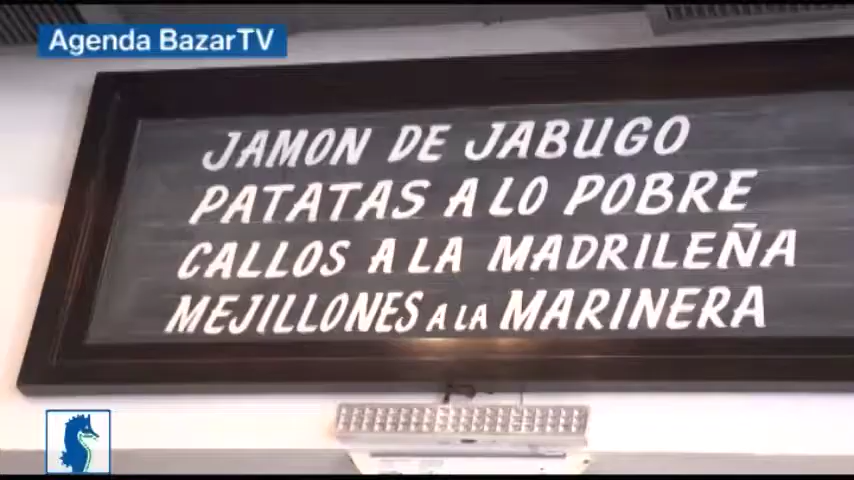 Agenda BazarTV
JAMON DE JABUGO
PATATAS A LO POBRE
CALLOS A LA MADRILEÑA
MEJILLONES A LA MARINERA